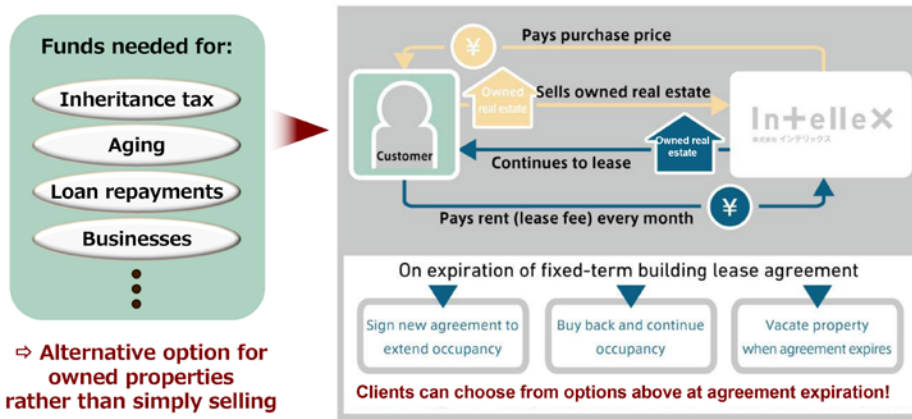 Funds needed for:
Inheritance tax
Aging
Loan repayments
Businesses
⇨ Alternative option for
owned properties
rather than simply selling
¥
Pays purchase price
Owned
real estate
Sells owned real estate
Customer
Intellex
株式会社 インテリックス
Owned real
estate
Continues to lease
Pays rent (lease fee) every month
¥
On expiration of fixed-term building lease agreement
Sign new agreement to
extend occupancy
Buy back and continue
occupancy
Vacate property
when agreement expires
Clients can choose from options above at agreement expiration!